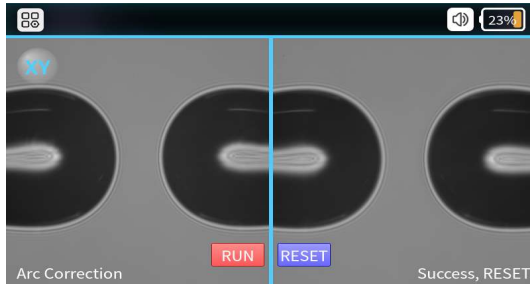 23%
XY
RUN
RESET
Arc Correction
Success, RESET